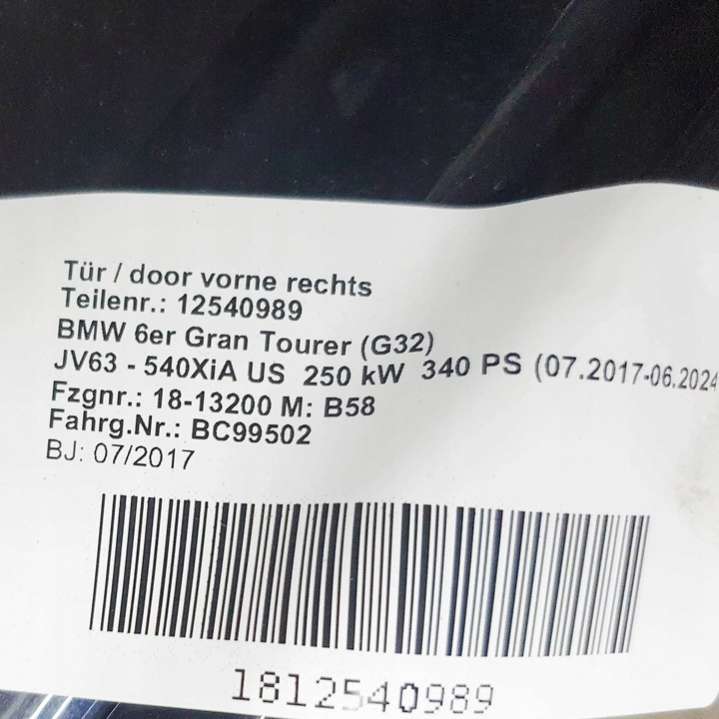 Tür / door vorne rechts
Teilenr.: 12540989
BMW 6er Gran Tourer (G32)
JV63 - 540XiA US 250 kW 340 PS (07.2017-06.2024
Fzgnr.: 18-13200 M: B58
Fahrg.Nr.: BC99502
BJ: 07/2017
1812540989